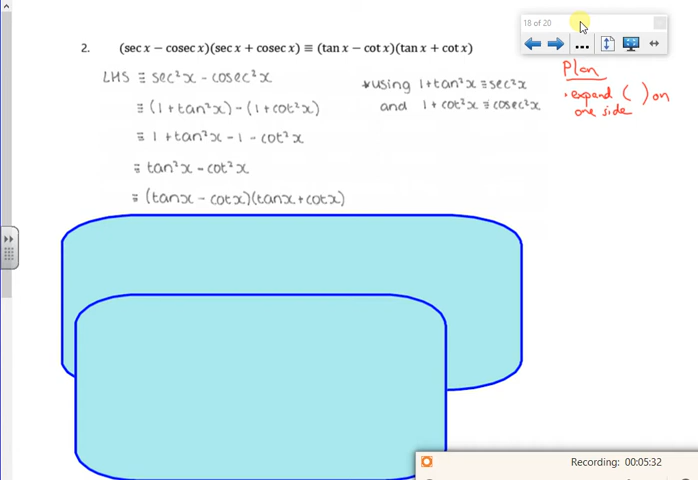 18 of 20
2. (sec x − cosec x)(sec x + cosec x) ≡ (tan x − cot x)(tan x + cot x)
LHS ≡ sec²x - cosec²x
≡ (1 + tan²x) - (1 + cot²x)
≡ 1 + tan²x - 1 - cot²x
≡ tan²x - cot²x
≡ (tanx - cotx)(tanx + cotx)
*using 1 + tan²x ≡ sec²x
and 1 + cot²x ≡ cosec²x
Plan
• expand ( ) on
one side
Recording: 00:05:32